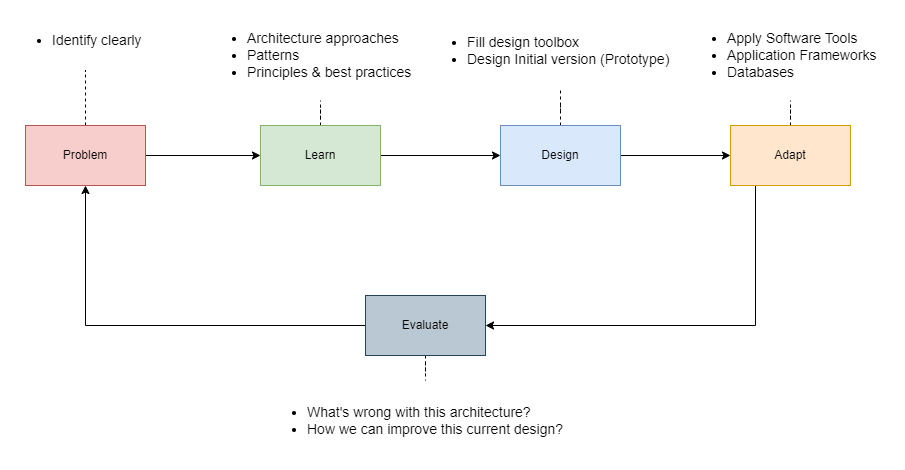 • Identify clearly
• Architecture approaches
• Patterns
• Principles & best practices
• Fill design toolbox
• Design Initial version (Prototype)
• Apply Software Tools
• Application Frameworks
• Databases
Problem
Learn
Design
Adapt
Evaluate
• What's wrong with this architecture?
• How we can improve this current design?